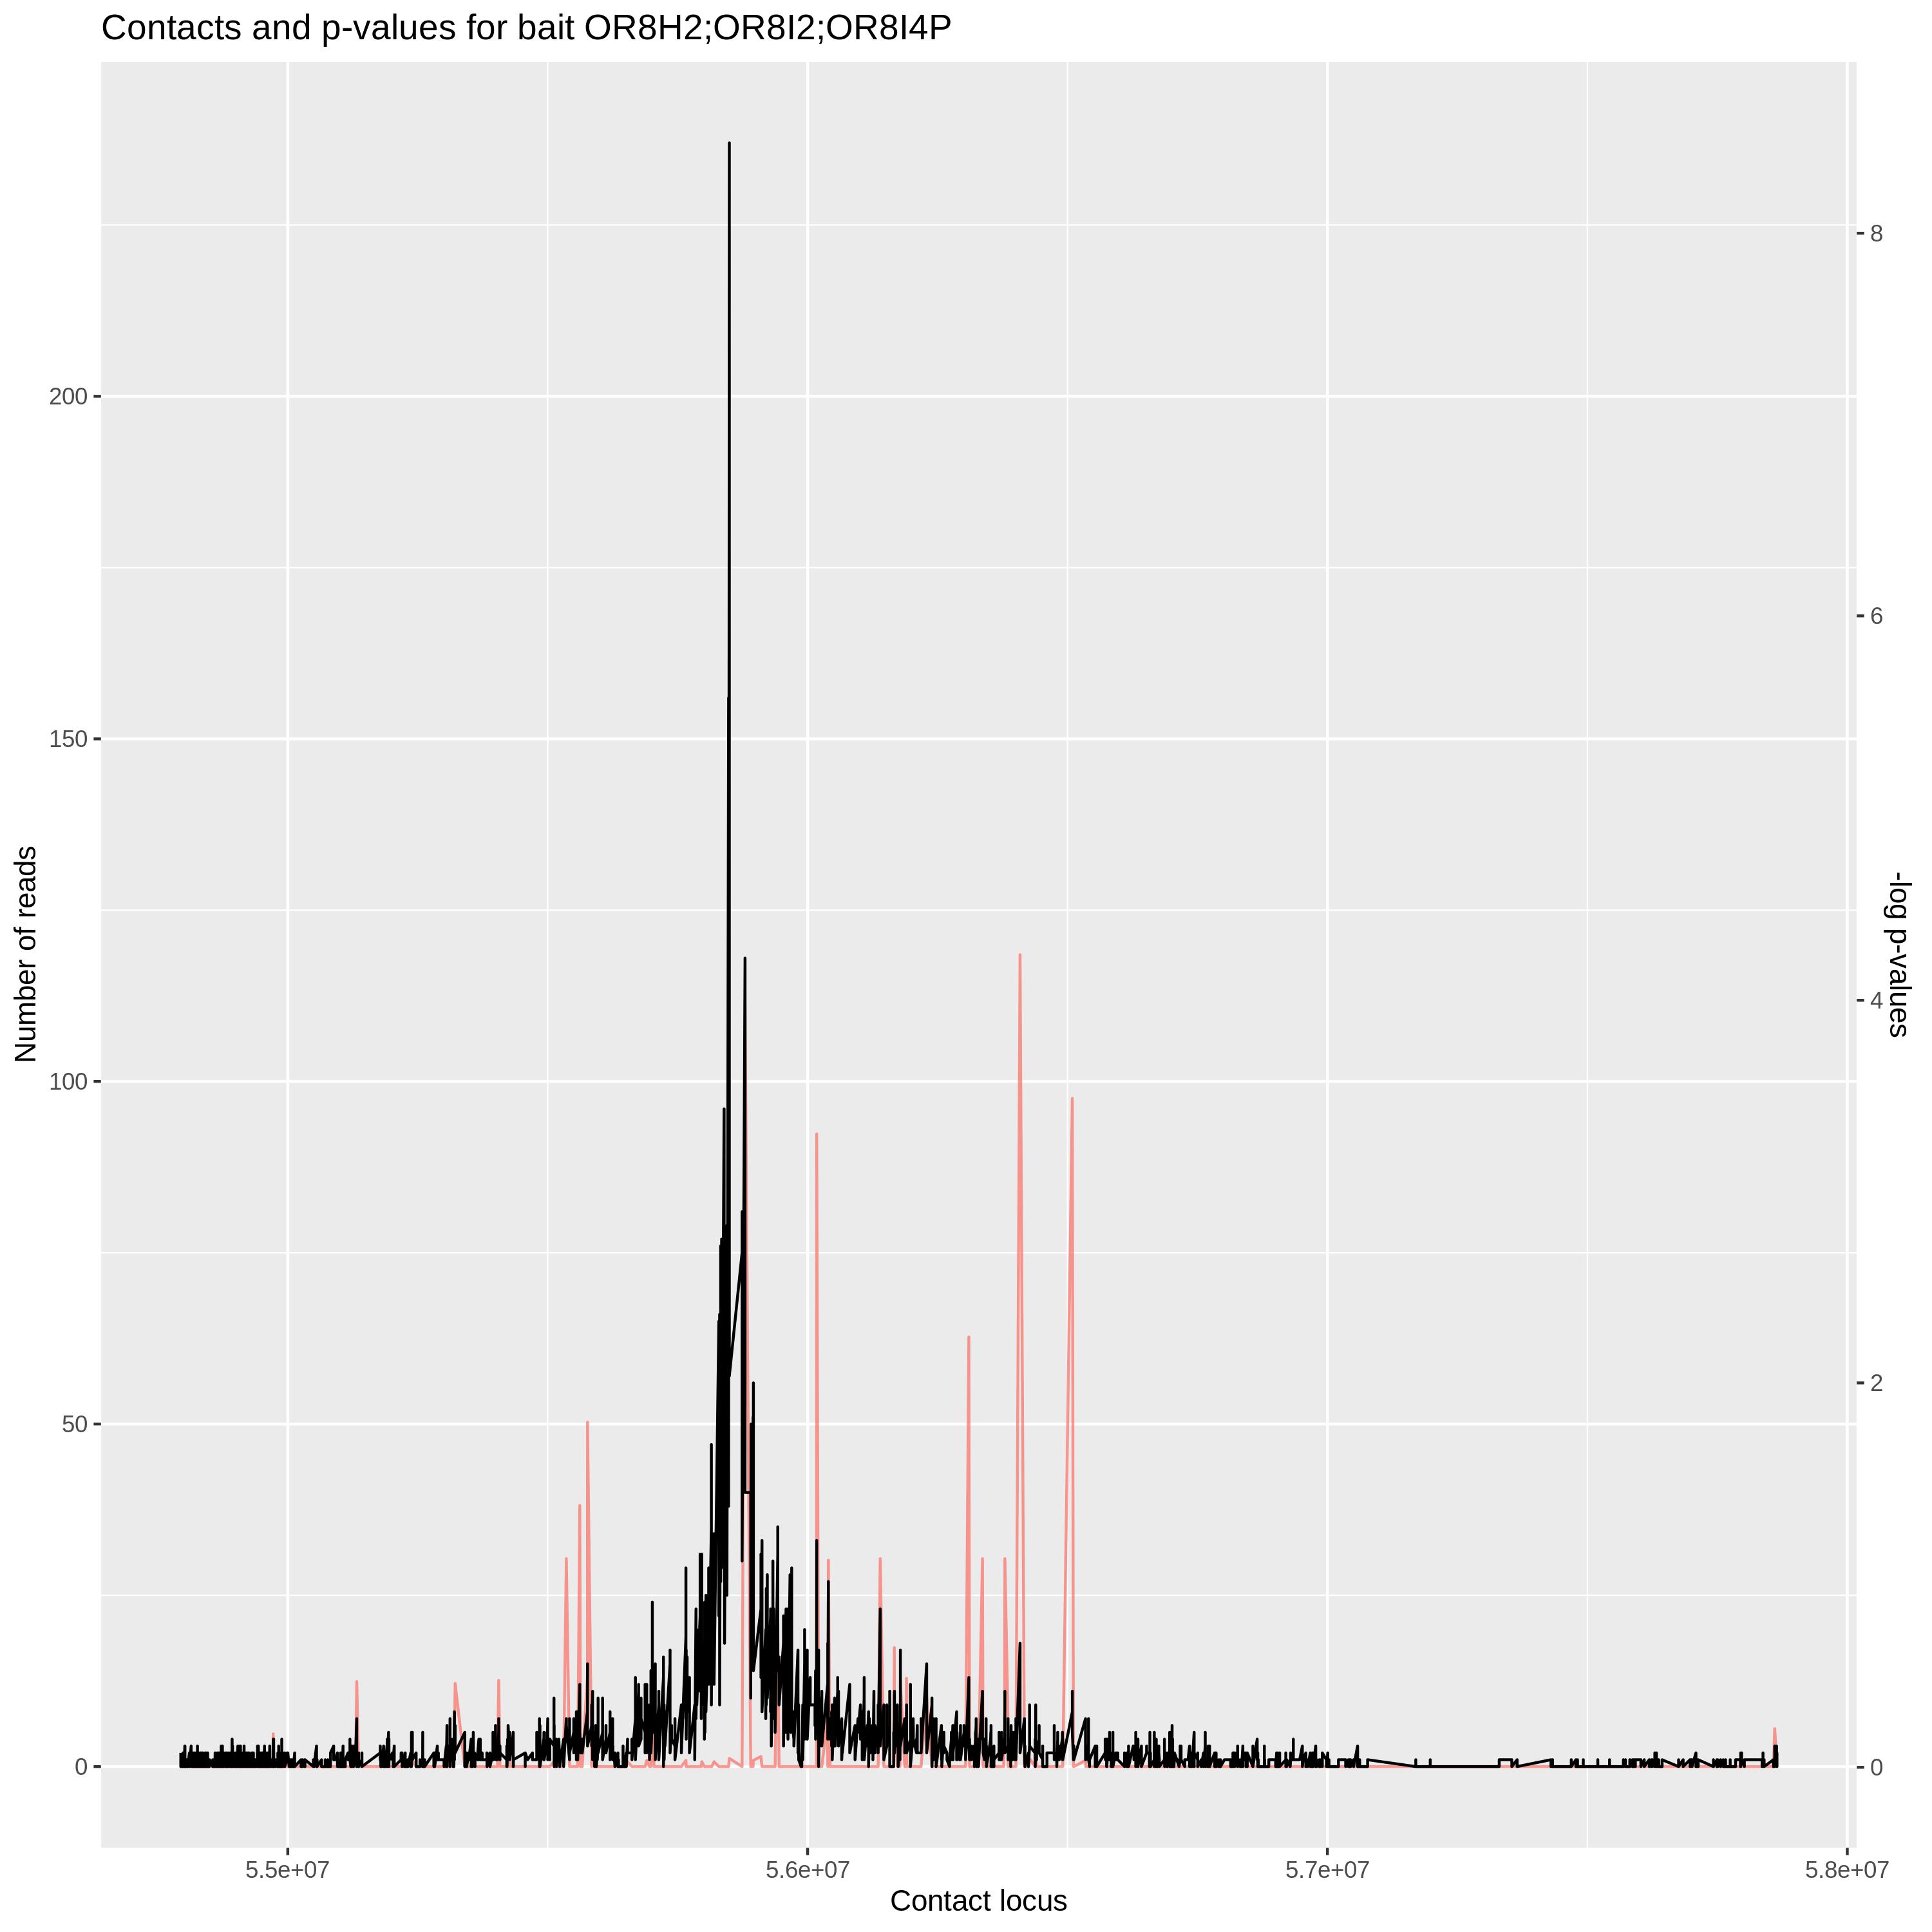 Contacts and p-values for bait OR8H2;OR8I2;OR8I4P
Number of reads
200
150
100
50
0
8
6
4
2
0
-log p-values
5.5e+07 5.6e+07 5.7e+07 5.8e+07
Contact locus